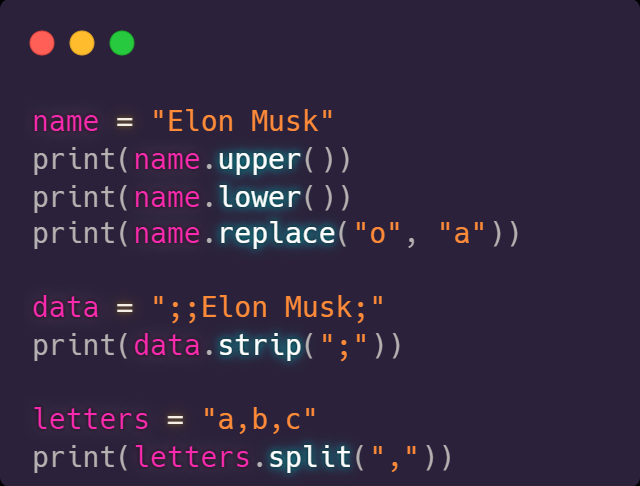 name = "Elon Musk"
print(name.upper())
print(name.lower())
print(name.replace("o", "a"))
data = ";;Elon Musk;"
print(data.strip(";"))
letters = "a,b,c"
print(letters.split(","))